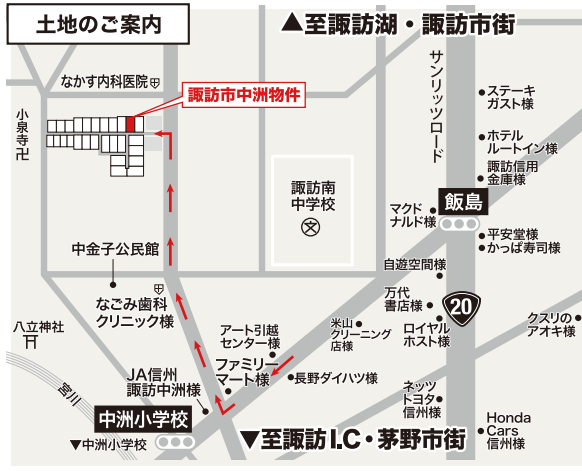 土地のご案内
▲至諏訪湖・諏訪市街
サンリッツロード
なかす内科医院
諏訪市中洲物件
小泉寺卍
ステーキ
ガスト様
ホテル
ルートイン様
諏訪信用
金庫様
諏訪南
中学校
文
マクド
ナルド様
飯島
平安堂様
かっぱ寿司様
中金子公民館
自遊空間様
なごみ歯科
クリニック様
万代
書店様
20
ロイヤル
ホスト様
クスリの
アオキ様
八立神社
アート引越
センター様
米山
クリーニング
店様
ファミリー
マート様
長野ダイハツ様
JA信州
諏訪中洲様
宮川
ネッツ
トヨタ
信州様
中洲小学校
▼中洲小学校
▼至諏訪I.C・茅野市街
Honda
Cars
信州様